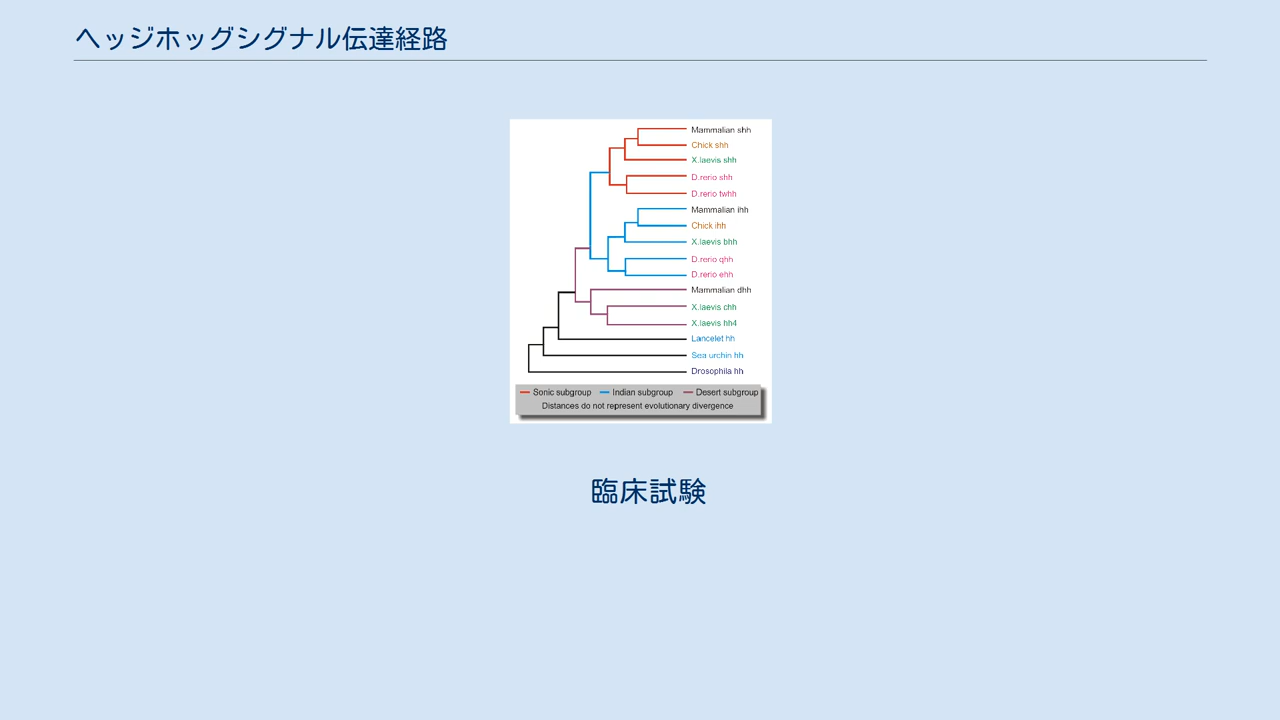 ヘッジホッグシグナル伝達経路
Mammalian shh
Chick shh
X.laevis shh
D.rerio shh
D.rerio twhh
Mammalian ihh
Chick ihh
X.laevis bhh
D.rerio qhh
D.rerio ehh
Mammalian dhh
X.laevis chh
X.laevis hh4
Lancelet hh
Sea urchin hh
Drosophila hh
Sonic subgroup Indian subgroup Desert subgroup
Distances do not represent evolutionary divergence
臨床試験